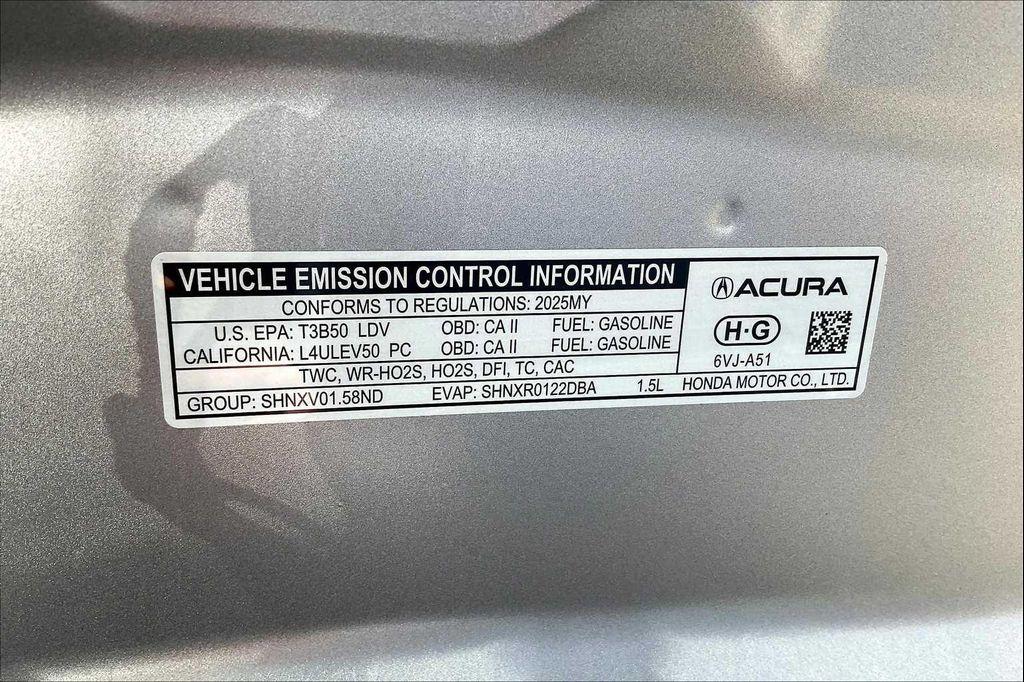 VEHICLE EMISSION CONTROL INFORMATION
CONFORMS TO REGULATIONS: 2025MY
U.S. EPA: T3B50 LDV OBD: CA II FUEL: GASOLINE
CALIFORNIA: L4ULEV50 PC OBD: CA II FUEL: GASOLINE
TWC, WR-HO2S, HO2S, DFI, TC, CAC
GROUP: SHNXV01.58ND EVAP: SHNXR0122DBA 1.5L
ACURA
H·G
6VJ-A51
HONDA MOTOR CO., LTD.